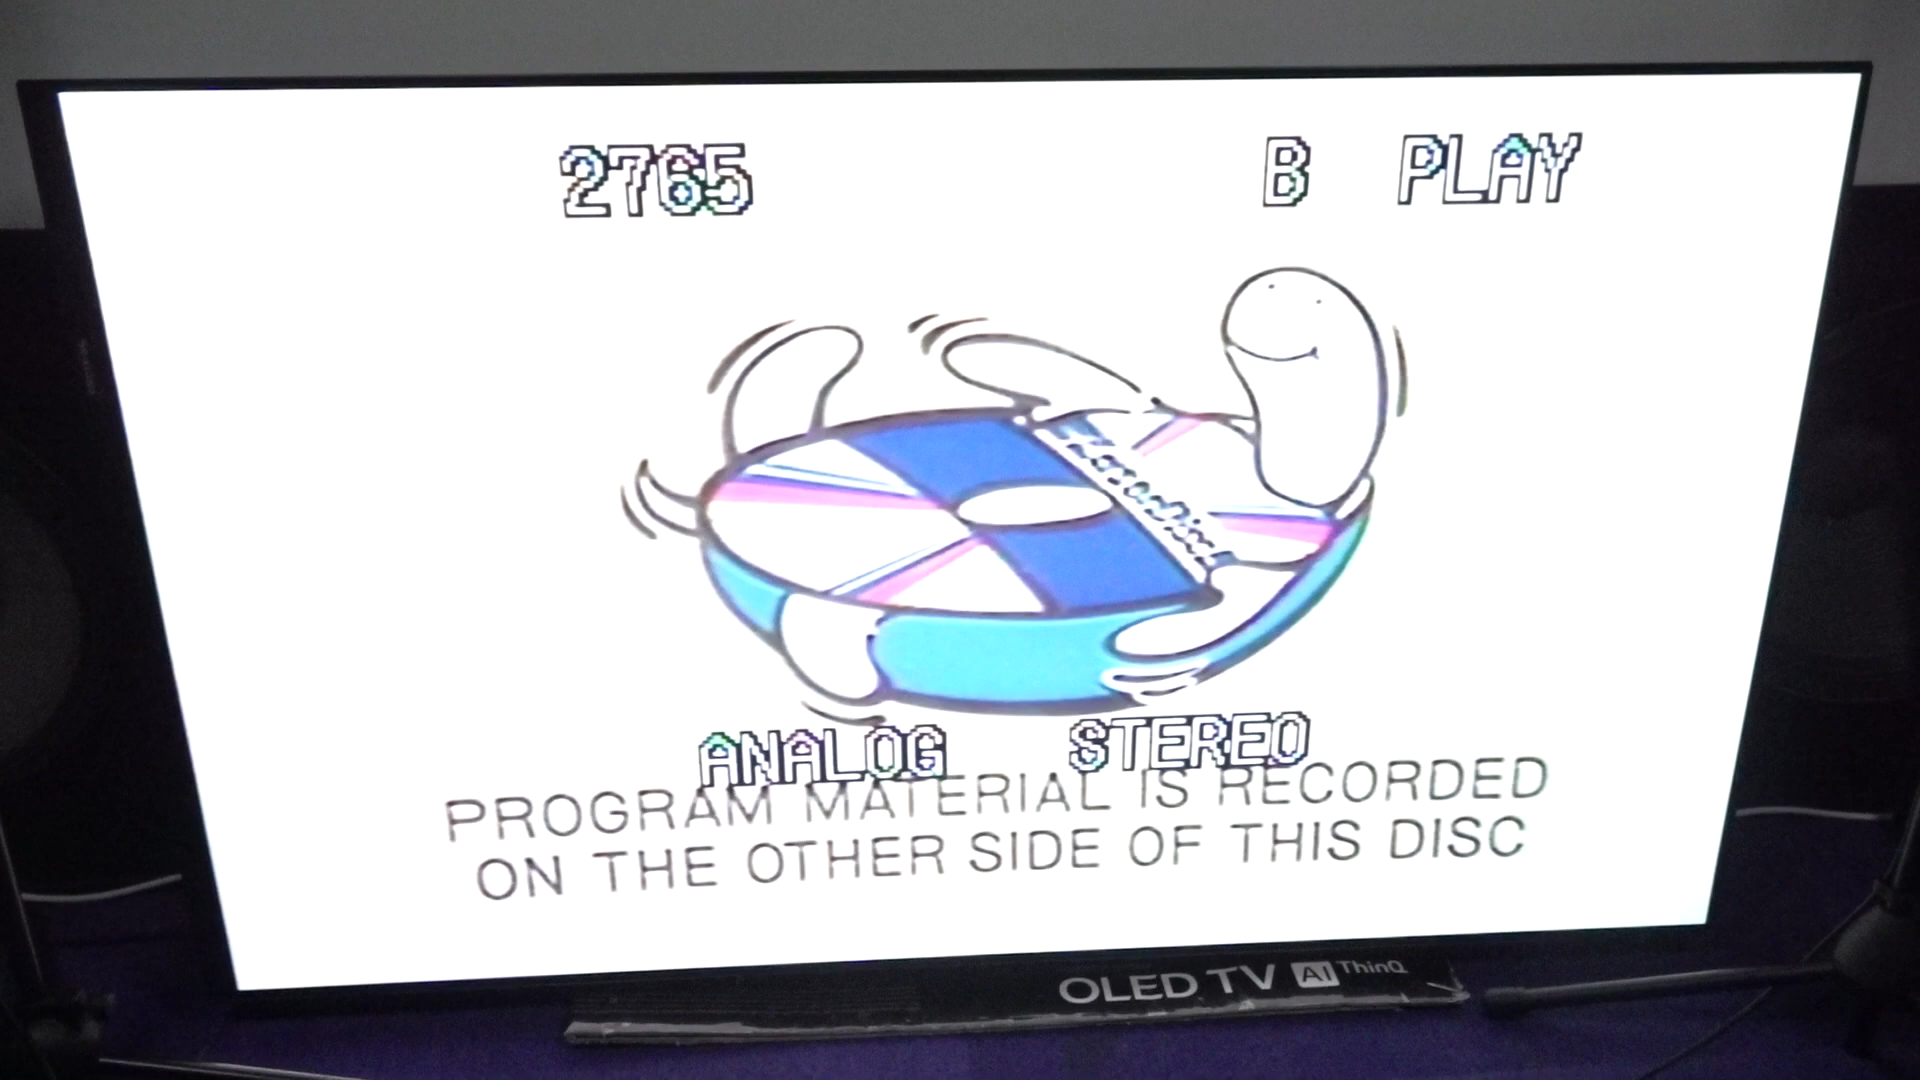 2765 B PLAY
LaserDisc
ANALOG STEREO
PROGRAM MATERIAL IS RECORDED
ON THE OTHER SIDE OF THIS DISC
OLED TV AI ThinQ